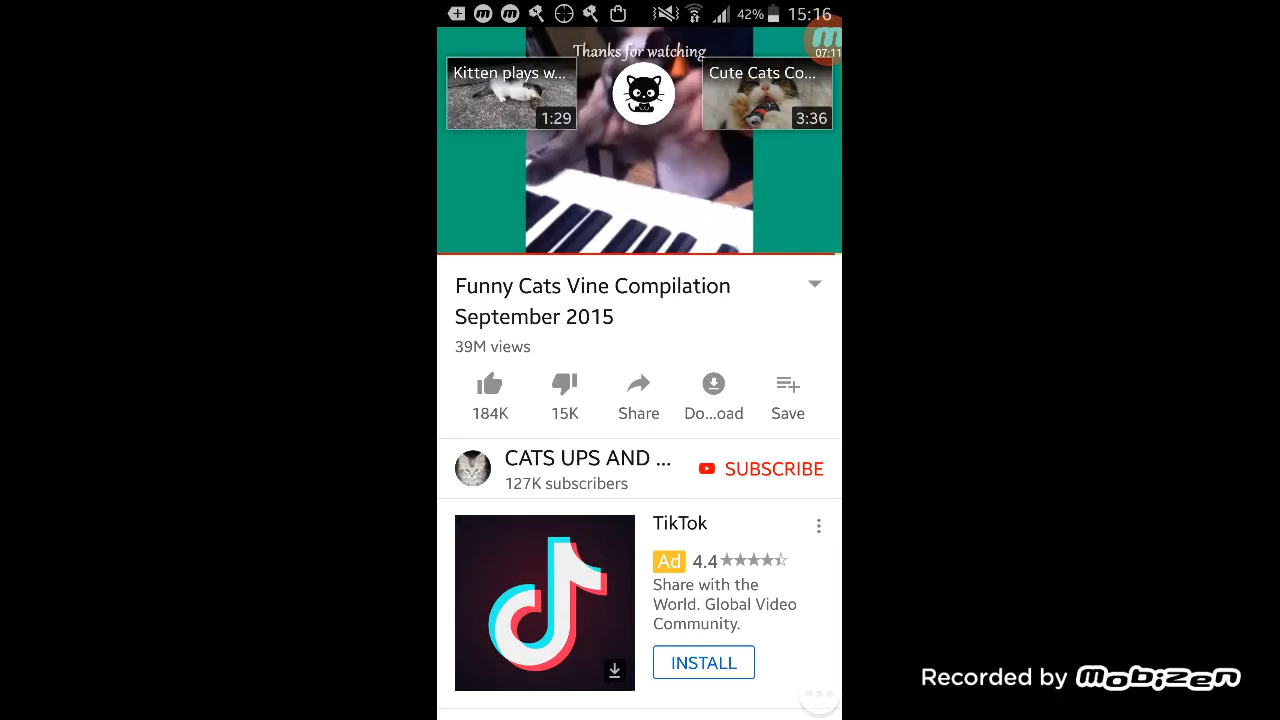 42% 15:16
07:11
Thanks for watching
Kitten plays w...
1:29
Cute Cats Co...
3:36
Funny Cats Vine Compilation
September 2015
39M views
184K
15K
Share
Do...oad
Save
CATS UPS AND ...
127K subscribers
SUBSCRIBE
TikTok
Ad 4.4
Share with the
World. Global Video
Community.
INSTALL
Recorded by mobizen